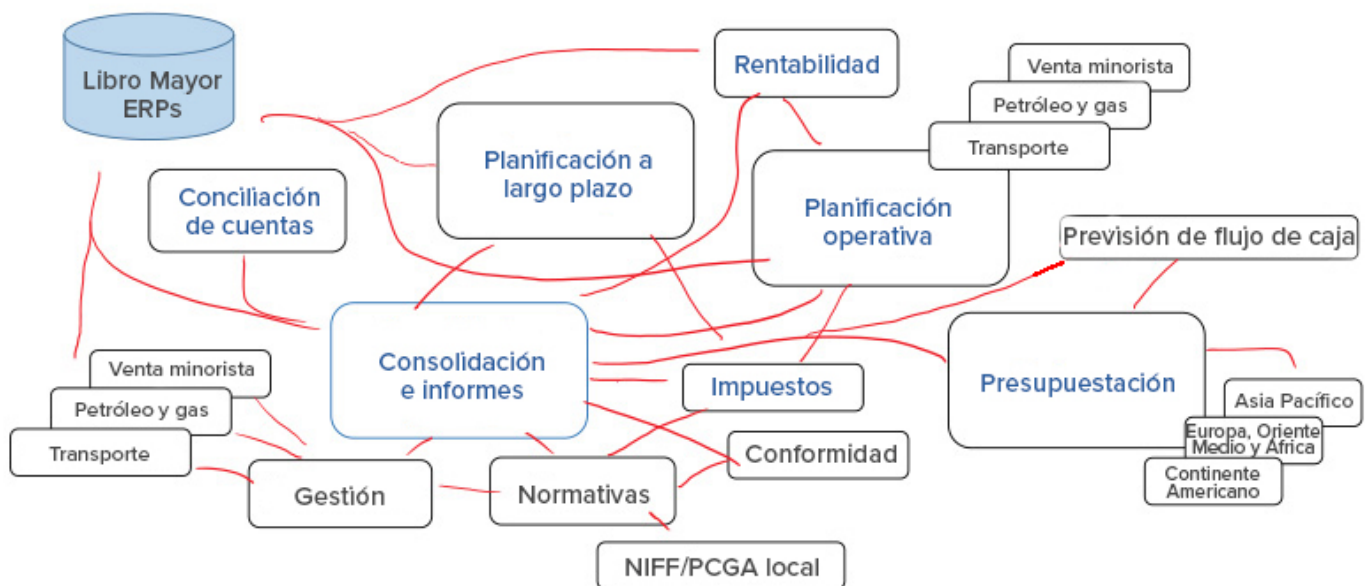 Libro Mayor
ERPs
Rentabilidad
Venta minorista
Petróleo y gas
Transporte
Planificación a
largo plazo
Conciliación
de cuentas
Planificación
operativa
Previsión de flujo de caja
Consolidación
e informes
Venta minorista
Petróleo y gas
Transporte
Impuestos
Presupuestación
Asia Pacífico
Europa, Oriente
Medio y África
Continente
Americano
Conformidad
Gestión
Normativas
NIFF/PCGA local